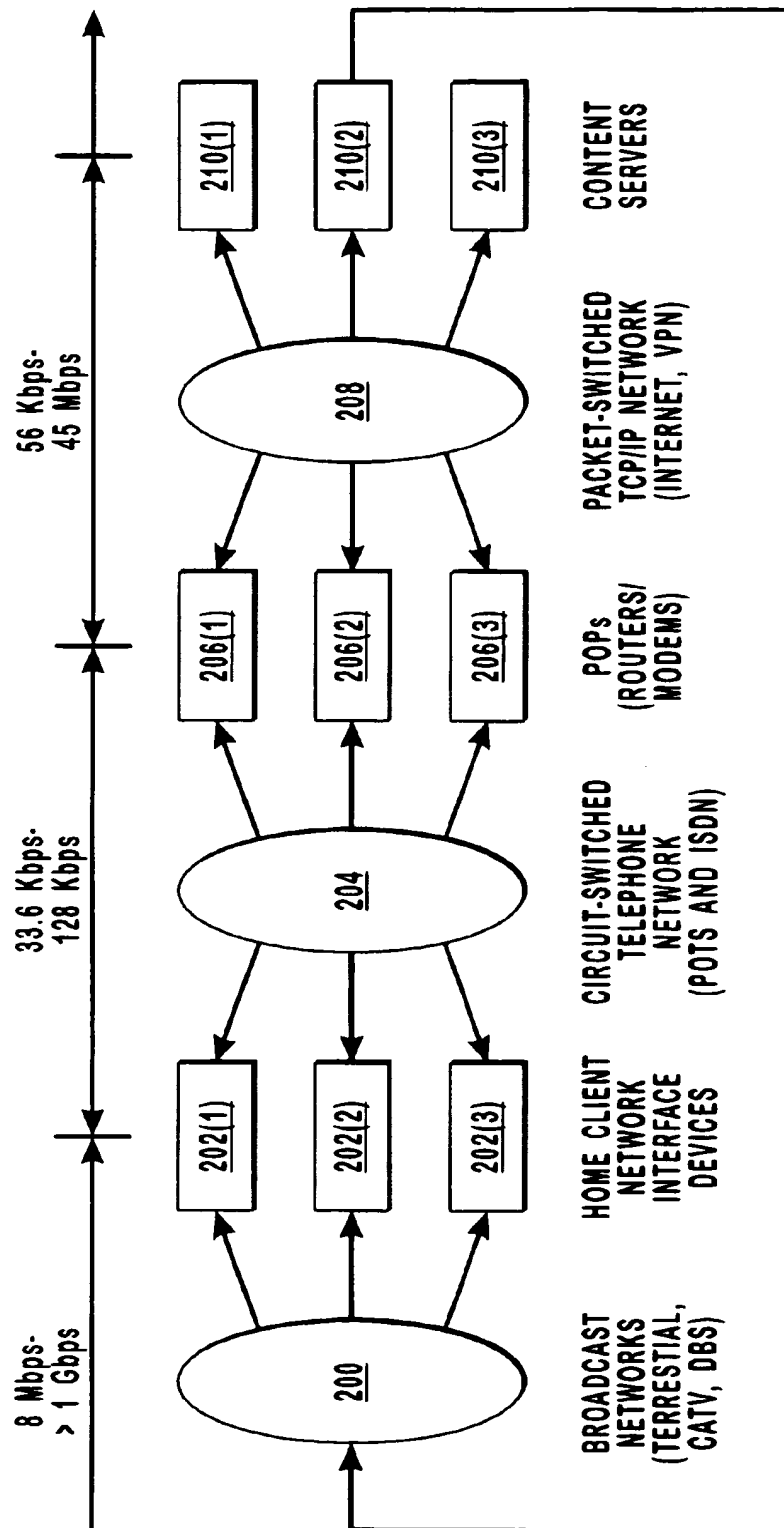 8 Mbps-
> 1 Gbps
33.6 Kbps-
128 Kbps
56 Kbps-
45 Mbps
200
202(1)
202(2)
202(3)
204
206(1)
206(2)
206(3)
208
210(1)
210(2)
210(3)
BROADCAST
NETWORKS
(TERRESTIAL,
CATV, DBS)
HOME CLIENT
NETWORK
INTERFACE
DEVICES
CIRCUIT-SWITCHED
TELEPHONE
NETWORK
(POTS AND ISDN)
POPs
(ROUTERS/
MODEMS)
PACKET-SWITCHED
TCP/IP NETWORK
(INTERNET, VPN)
CONTENT
SERVERS